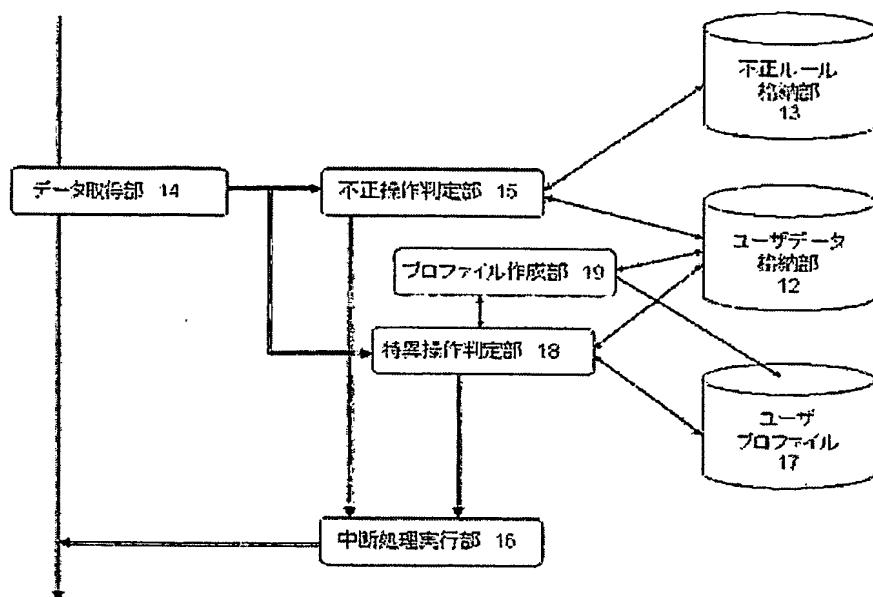 不正ルール
格納部
13
データ取得部 14
不正操作判定部 15
ユーザデータ
格納部
12
プロファイル作成部 19
特異操作判定部 18
ユーザ
プロファイル
17
中断処理実行部 16